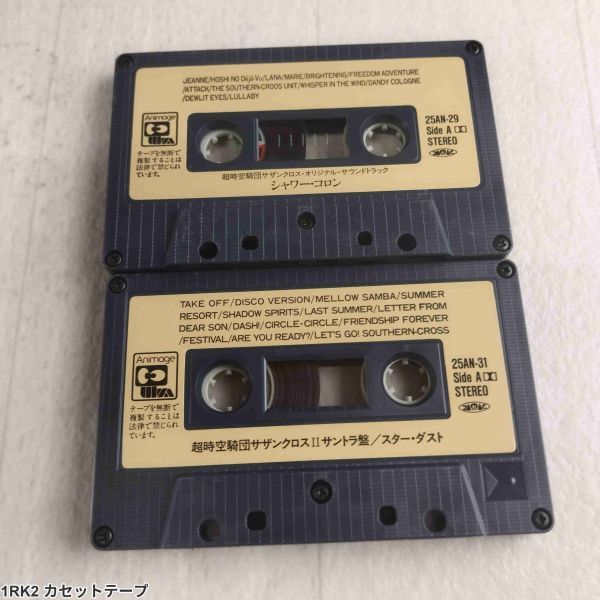 JEANNE/HOSHI NO Déjà-Vu/LANA/MARIE/BRIGHTENING/FREEDOM ADVENTURE
/ATTACK/THE SOUTHERN-CROOS UNIT/WHISPER IN THE WIND/DANDY COLOGNE
/DEWLIT EYES/LULLABY
Animage
テープを無断で
複製することは
法律で禁じられ
ています。
25AN-29
Side A
STEREO
超時空騎団サザンクロス・オリジナル・サウンドトラック
シャワー・コロン
TAKE OFF/DISCO VERSION/MELLOW SAMBA/SUMMER
RESORT/SHADOW SPIRITS/LAST SUMMER/LETTER FROM
DEAR SON/DASH!/CIRCLE・CIRCLE/FRIENDSHIP FOREVER
/FESTIVAL/ARE YOU READY?/LET'S GO! SOUTHERN-CROSS
Animage
テープを無断で
複製することは
法律で禁じられ
ています。
25AN-31
Side A
STEREO
超時空騎団サザンクロスⅡサントラ盤/スター・ダスト
1RK2 カセットテープ